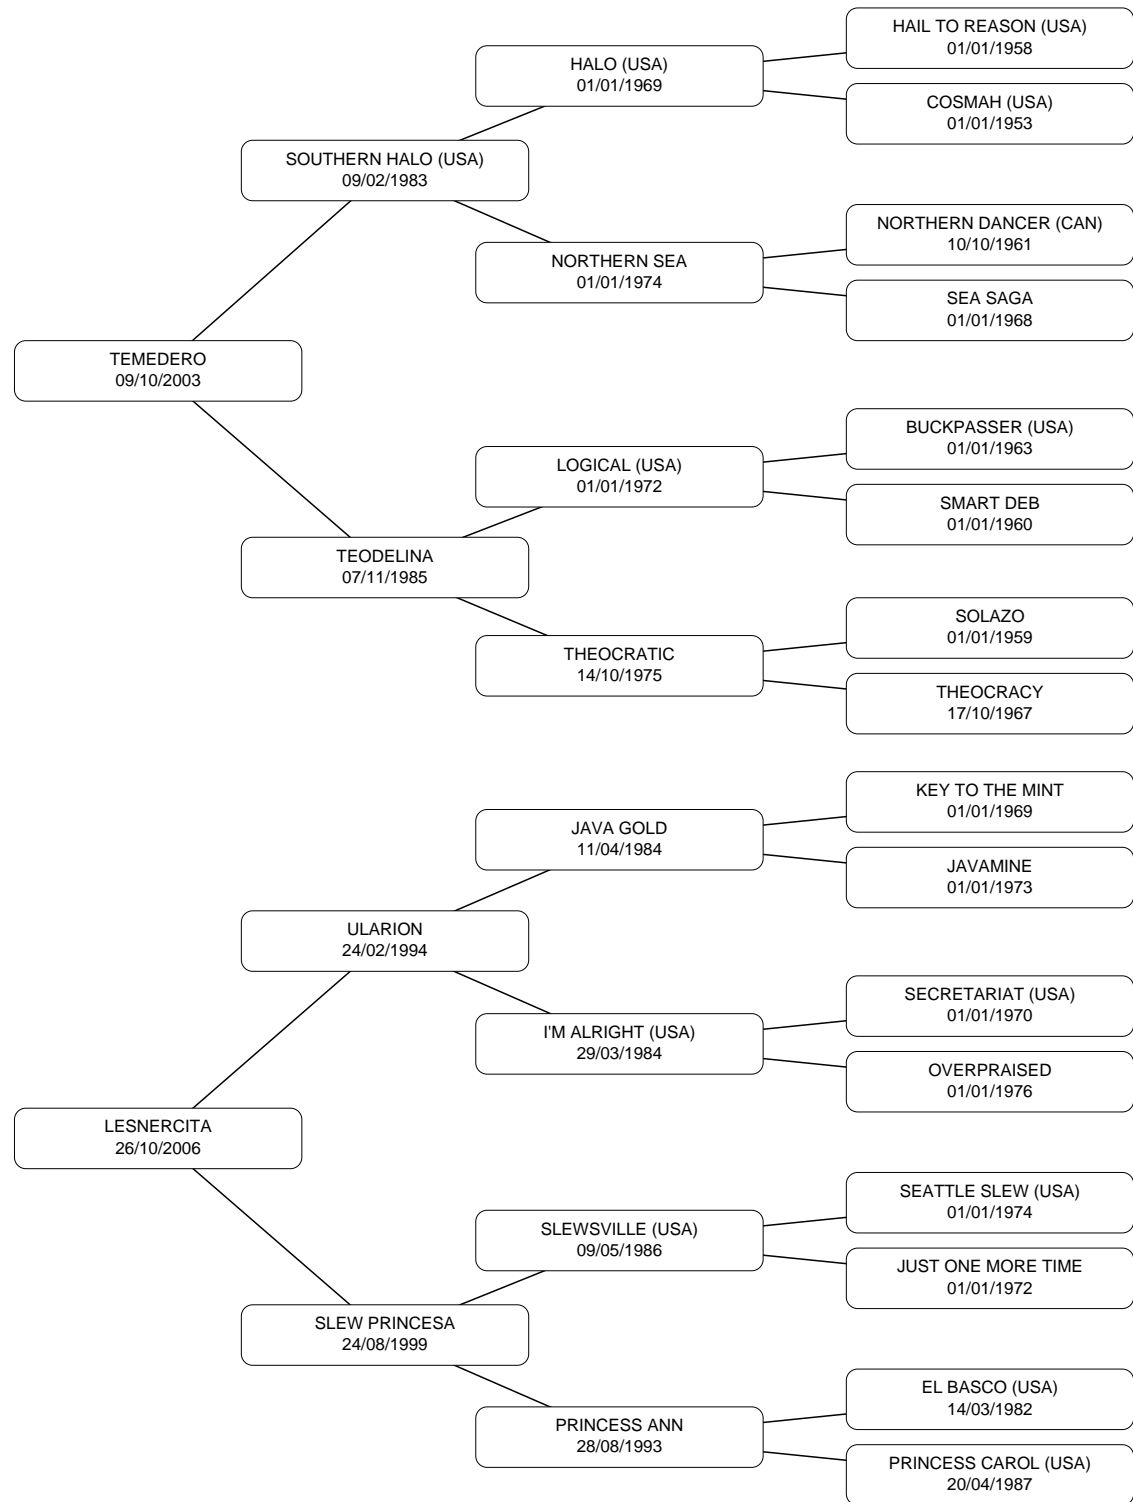 HAIL TO REASON (USA)
01/01/1958
HALO (USA)
01/01/1969
COSMAH (USA)
01/01/1953
SOUTHERN HALO (USA)
09/02/1983
NORTHERN DANCER (CAN)
10/10/1961
NORTHERN SEA
01/01/1974
SEA SAGA
01/01/1968
TEMEDERO
09/10/2003
BUCKPASSER (USA)
01/01/1963
LOGICAL (USA)
01/01/1972
SMART DEB
01/01/1960
TEODELINA
07/11/1985
SOLAZO
01/01/1959
THEOCRATIC
14/10/1975
THEOCRACY
17/10/1967
KEY TO THE MINT
01/01/1969
JAVA GOLD
11/04/1984
JAVAMINE
01/01/1973
ULARION
24/02/1994
SECRETARIAT (USA)
01/01/1970
I'M ALRIGHT (USA)
29/03/1984
OVERPRAISED
01/01/1976
LESNERCITA
26/10/2006
SEATTLE SLEW (USA)
01/01/1974
SLEWSVILLE (USA)
09/05/1986
JUST ONE MORE TIME
01/01/1972
SLEW PRINCESA
24/08/1999
EL BASCO (USA)
14/03/1982
PRINCESS ANN
28/08/1993
PRINCESS CAROL (USA)
20/04/1987